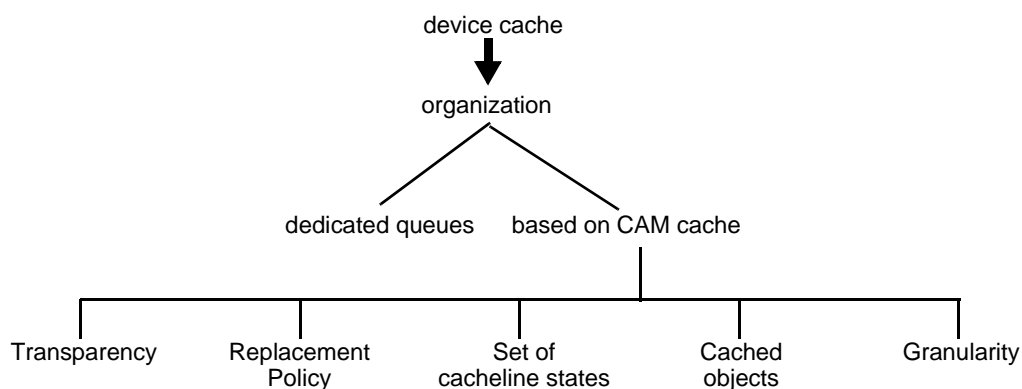 device cache
organization
dedicated queues
based on CAM cache
Transparency
Replacement
Policy
Set of
cacheline states
Cached
objects
Granularity